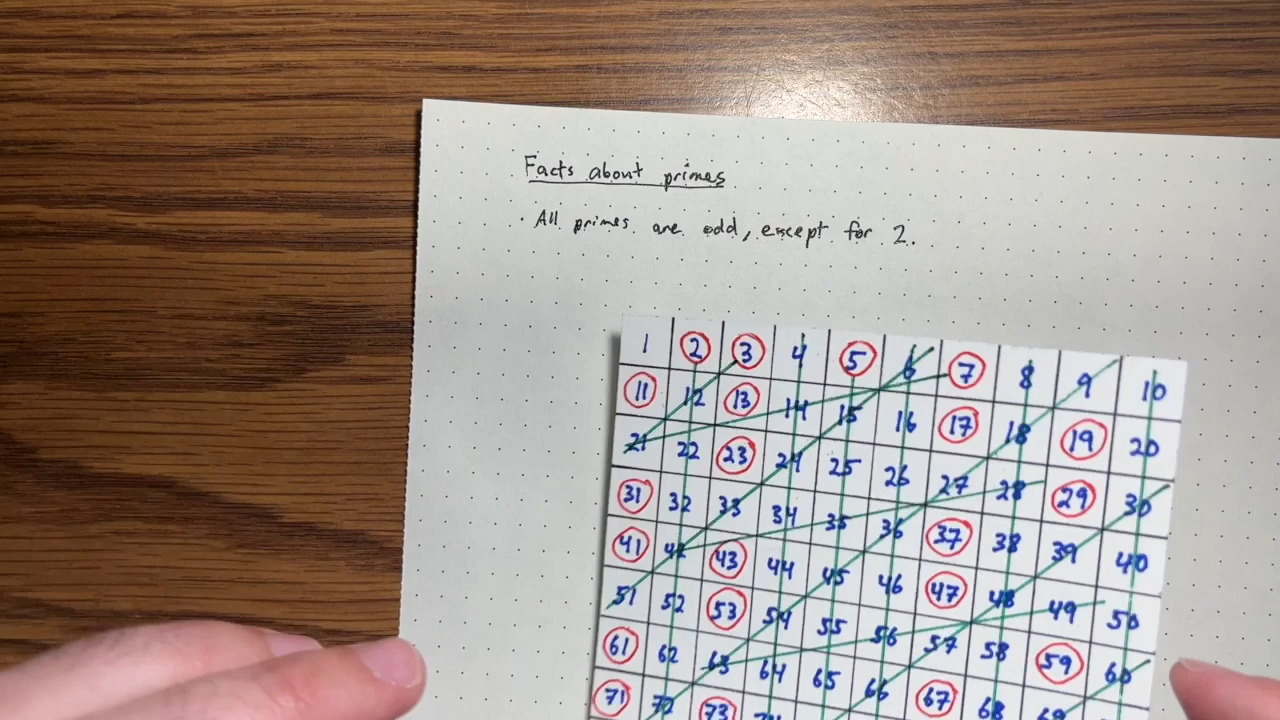 Facts about primes
· All primes are odd, except for 2.
1 2 3 4 5 6 7 8 9 10
11 12 13 14 15 16 17 18 19 20
21 22 23 24 25 26 27 28 29 30
31 32 33 34 35 36 37 38 39 40
41 42 43 44 45 46 47 48 49 50
51 52 53 54 55 56 57 58 59 60
61 62 63 64 65 66 67 68 69
71 72 73